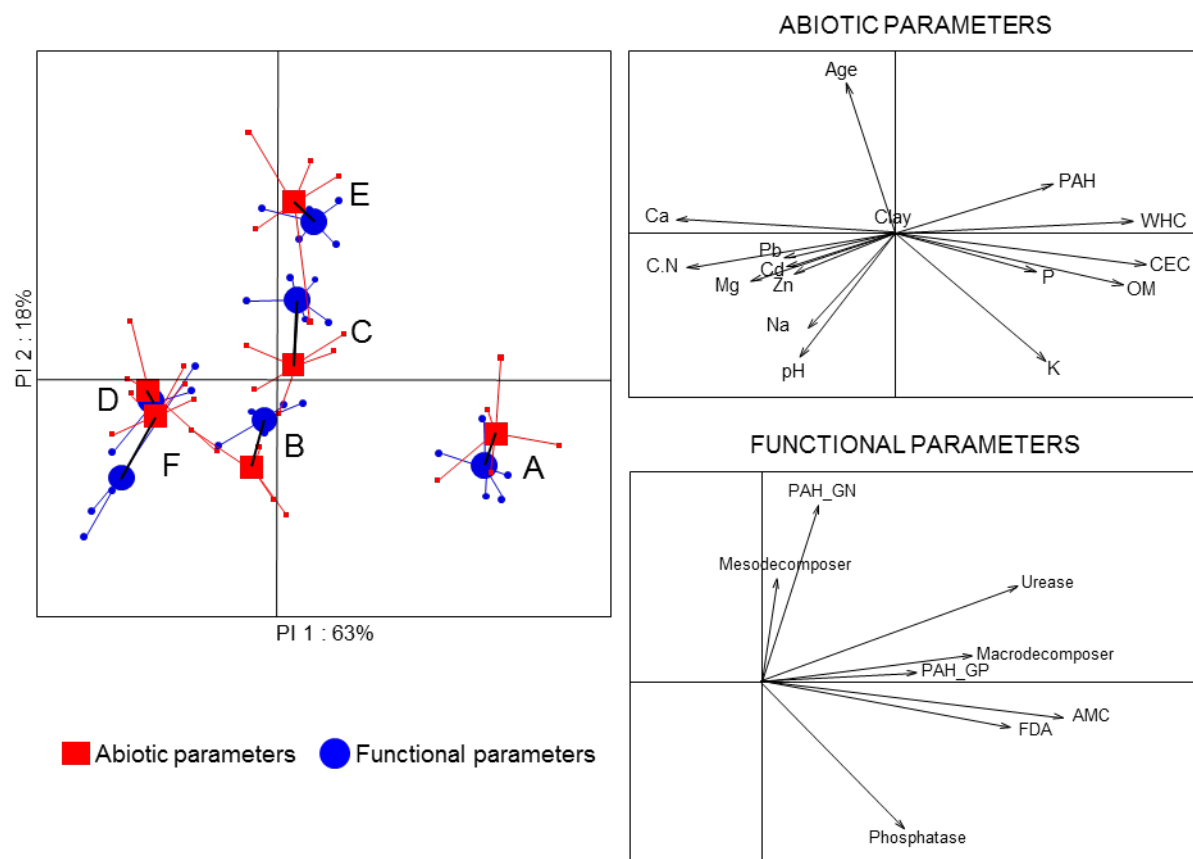 ABIOTIC PARAMETERS
E
C
D
F
B
A
PI 2 : 18%
PI 1 : 63%
Abiotic parameters
Functional parameters
Age
PAH
Ca
Clay
WHC
Pb
C.N
Cd
Mg
Zn
P
CEC
OM
Na
pH
K
FUNCTIONAL PARAMETERS
PAH_GN
Mesodecomposer
Urease
Macrodecomposer
PAH_GP
AMC
FDA
Phosphatase